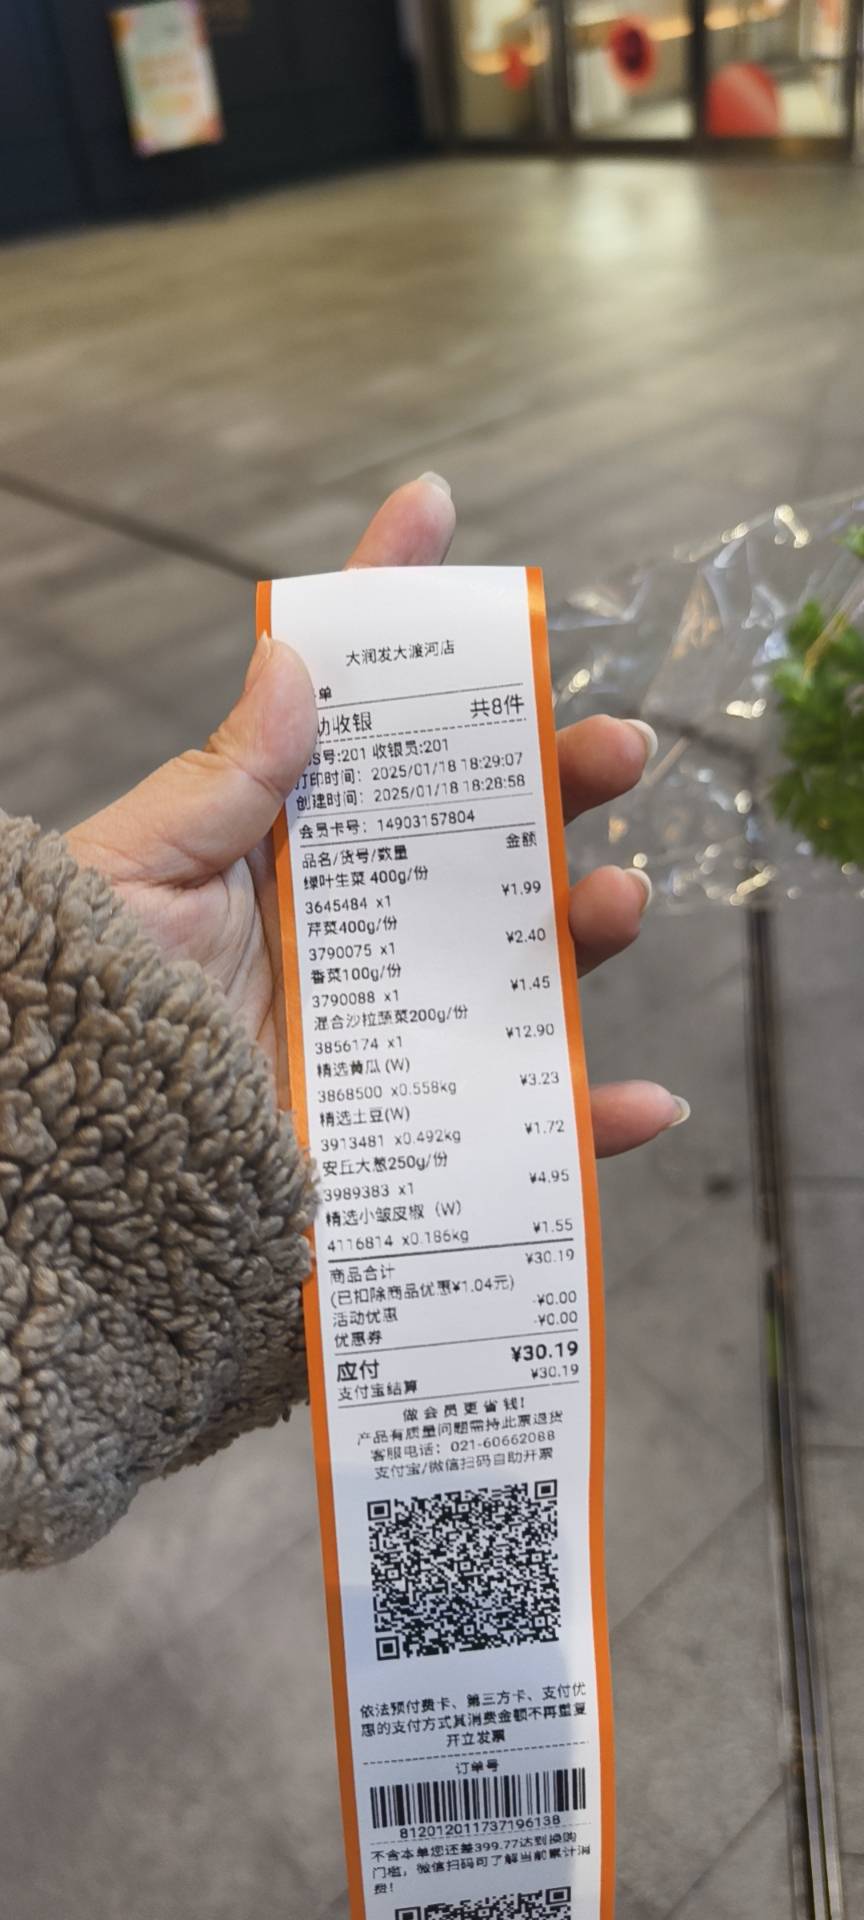 大润发大渡河店
单
助收银 共8件
S号:201 收银员:201
打印时间: 2025/01/18 18:29:07
创建时间: 2025/01/18 18:28:58
会员卡号: 14903157804
品名/货号/数量 金额
绿叶生菜 400g/份
3645484 x1 ¥1.99
芹菜400g/份
3790075 x1 ¥2.40
香菜100g/份
3790088 x1 ¥1.45
混合沙拉蔬菜200g/份
3856174 x1 ¥12.90
精选黄瓜(W)
3868500 x0.558kg ¥3.23
精选土豆(W)
3913481 x0.492kg ¥1.72
安丘大葱250g/份
3989383 x1 ¥4.95
精选小皱皮椒（W）
4116814 x0.186kg ¥1.55
商品合计 ¥30.19
(已扣除商品优惠¥1.04元)
活动优惠 -¥0.00
优惠券 -¥0.00
应付 ¥30.19
支付宝结算 ¥30.19
做会员更省钱!
产品有质量问题需持此票退货
客服电话: 021-60662088
支付宝/微信扫码自助开票
依法预付费卡、第三方卡、支付优
惠的支付方式其消费金额不再重复
开立发票
订单号
812012011737196138
不含本单您还差399.77达到换购
门槛，微信扫码可了解当前累计消
费!